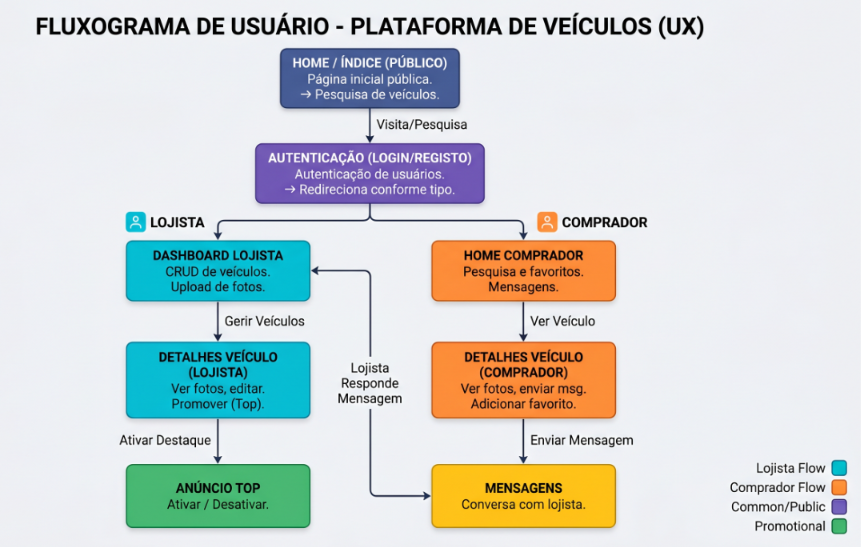 FLUXOGRAMA DE USUÁRIO - PLATAFORMA DE VEÍCULOS (UX)
HOME / ÍNDICE (PÚBLICO)
Página inicial pública.
→ Pesquisa de veículos.
Visita/Pesquisa
AUTENTICAÇÃO (LOGIN/REGISTO)
Autenticação de usuários.
→ Redireciona conforme tipo.
LOJISTA
COMPRADOR
DASHBOARD LOJISTA
CRUD de veículos.
Upload de fotos.
HOME COMPRADOR
Pesquisa e favoritos.
Mensagens.
Gerir Veículos
Ver Veículo
DETALHES VEÍCULO
(LOJISTA)
Ver fotos, editar.
Promover (Top).
Lojista
Responde
Mensagem
DETALHES VEÍCULO
(COMPRADOR)
Ver fotos, enviar msg.
Adicionar favorito.
Ativar Destaque
Enviar Mensagem
ANÚNCIO TOP
Ativar / Desativar.
MENSAGENS
Conversa com lojista.
Lojista Flow
Comprador Flow
Common/Public
Promotional